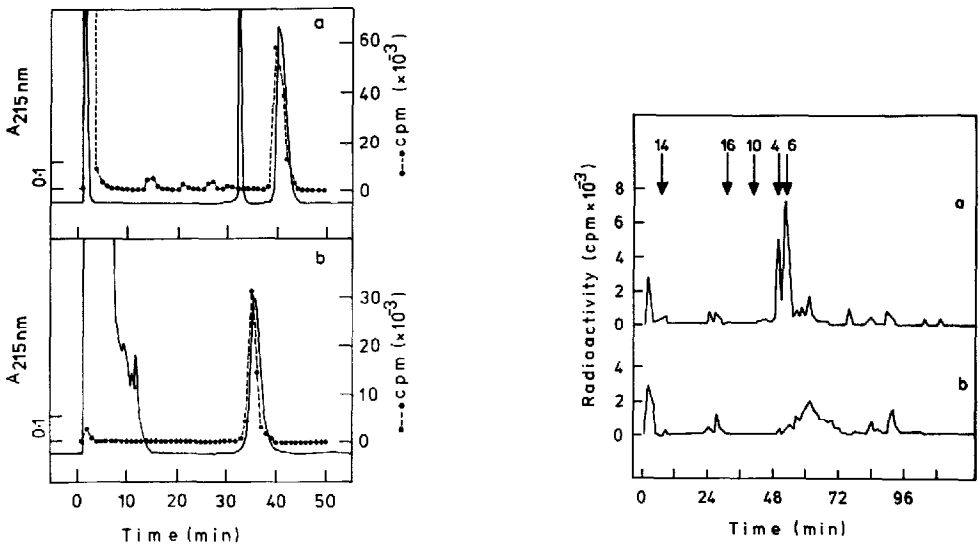 a
60
40
20
0
A215nm
0.1
•---• cpm (×10⁻³)
b
30
20
10
0
A215nm
0.1
•---• cpm (×10⁻³)
0 10 20 30 40 50
Time (min)
14 16 10 4 6
a
8
6
4
2
0
b
4
2
0
Radioactivity (cpm×10⁻³)
0 24 48 72 96
Time (min)